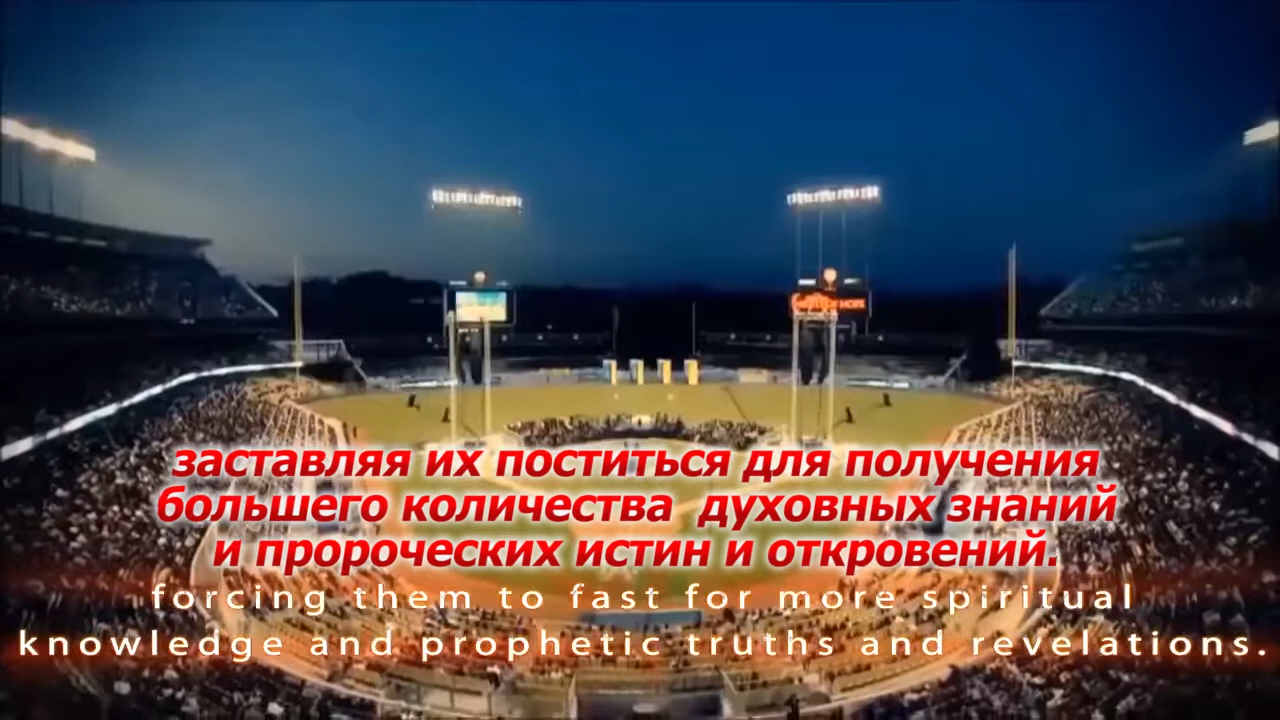 заставляя их поститься для получения
большего количества духовных знаний
и пророческих истин и откровений.
forcing them to fast for more spiritual
knowledge and prophetic truths and revelations.